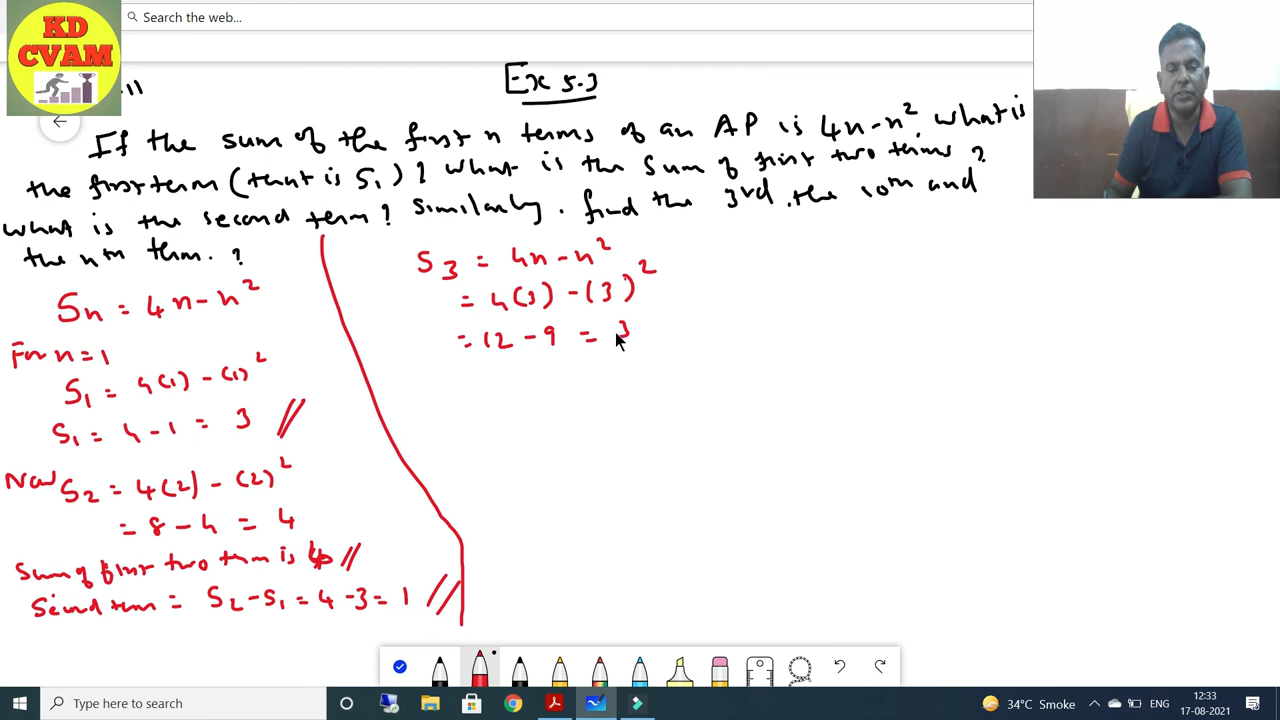 KD
CVAM
Search the web...
11
Ex 5.3
If the sum of the first n terms of an AP is 4n-n², what is
the first term (that is S₁)? What is the sum of first two terms?
what is the second term? Similarly. find the 3rd, the 10th and
the nth term.?
Sn = 4n-n²
For n=1
S₁ = 4(1) - (1)²
S₁ = 4-1 = 3 //
Now S₂ = 4(2) - (2)²
= 8-4 = 4
Sum of first two term is 4 //
Second term = S₂-S₁ = 4-3 = 1 //
S₃ = 4n-n²
= 4(3) - (3)²
= 12-9 = 3
Type here to search
34°C Smoke
ENG
12:33
17-08-2021